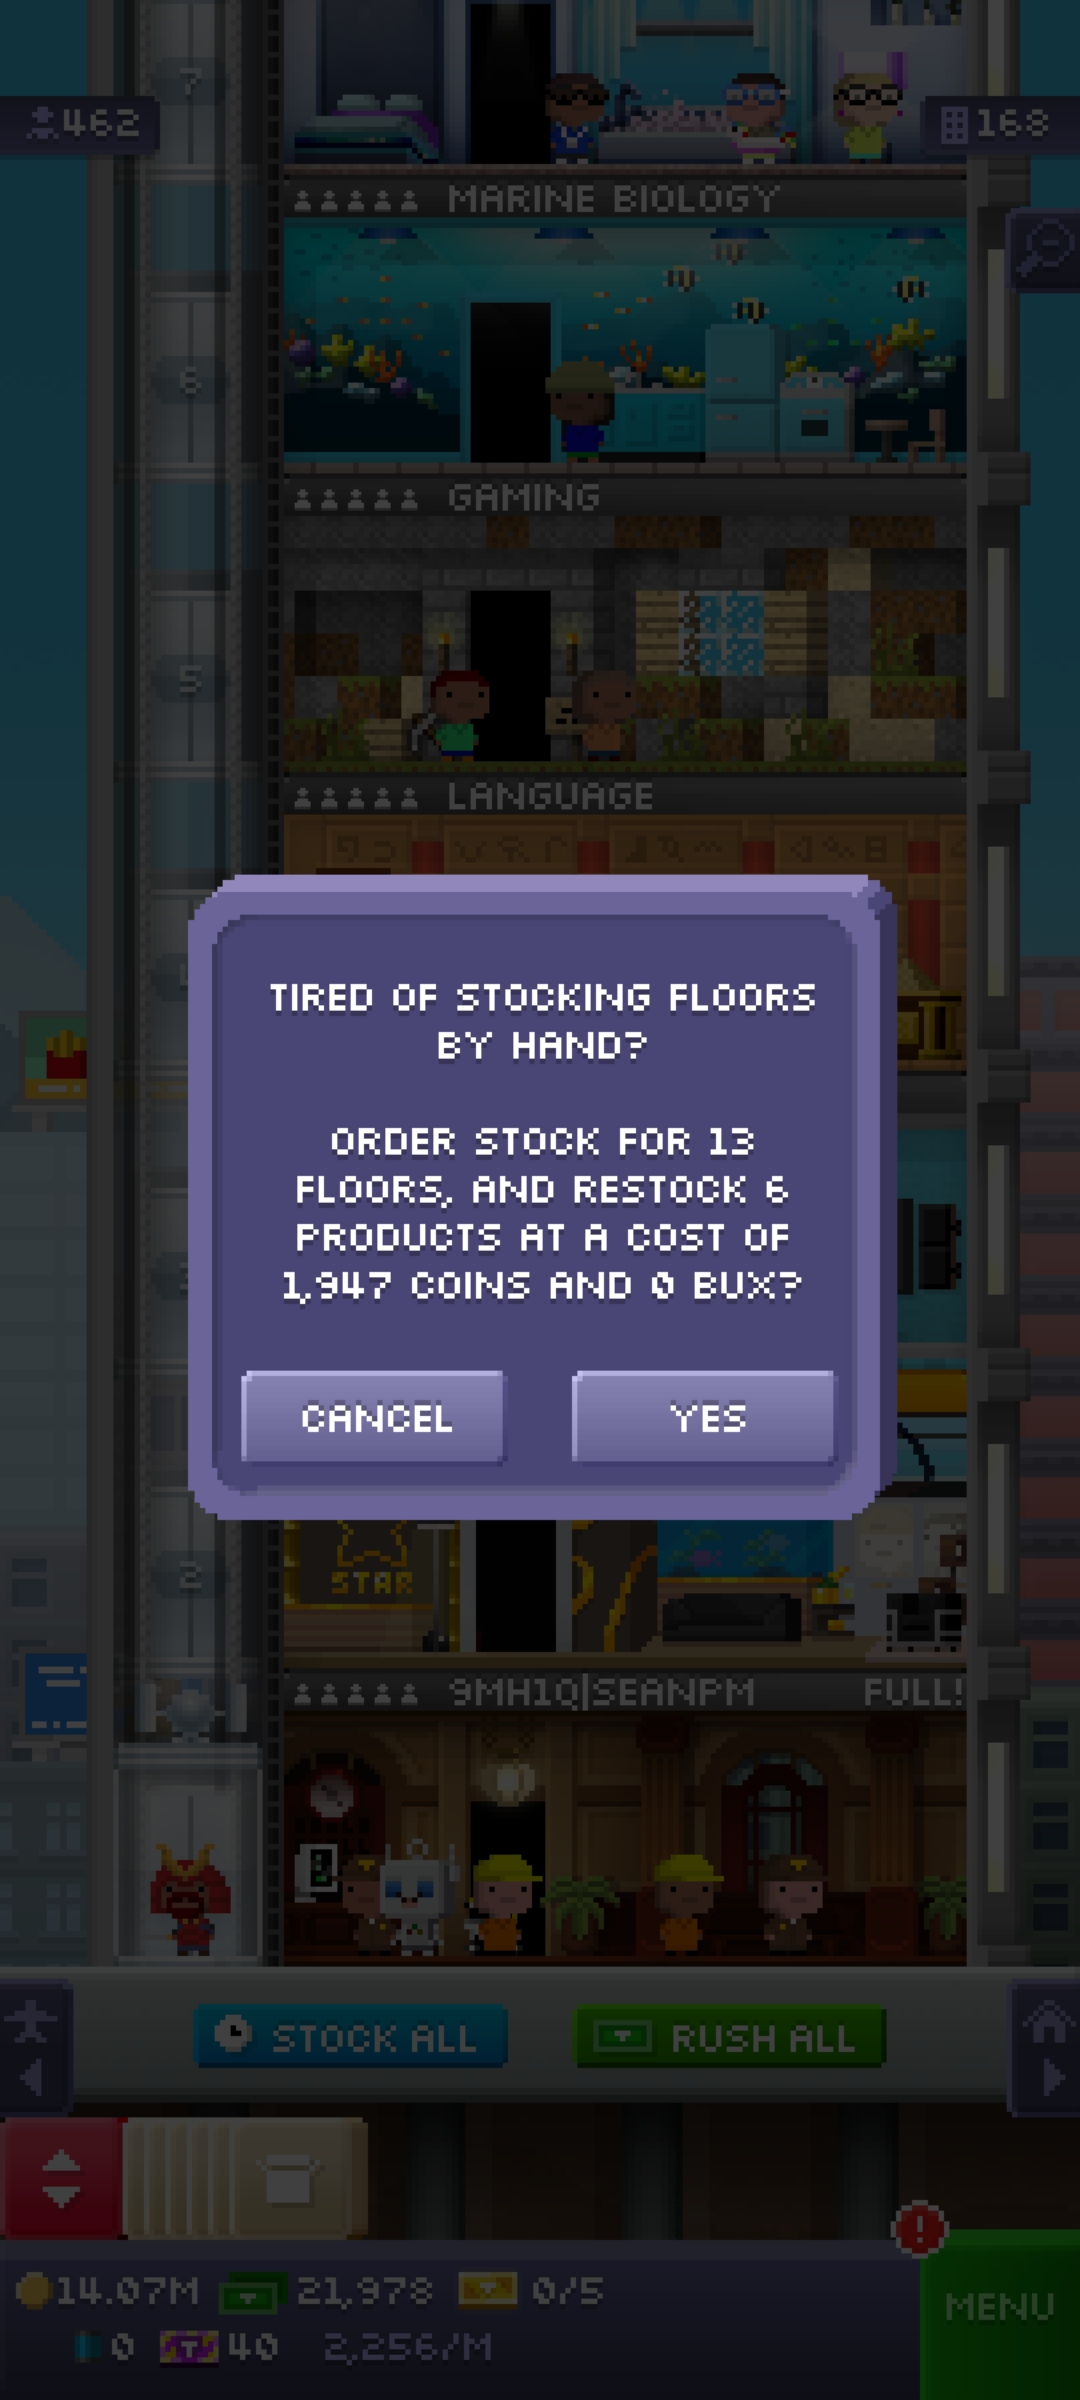 7
462
168
MARINE BIOLOGY
6
GAMING
5
LANGUAGE
TIRED OF STOCKING FLOORS
BY HAND?
ORDER STOCK FOR 13
FLOORS, AND RESTOCK 6
PRODUCTS AT A COST OF
1,947 COINS AND 0 BUX?
CANCEL
YES
2
STAR
9MH1Q|SEANPM
FULL!
STOCK ALL
RUSH ALL
14.07M
21,978
0/5
MENU
0
40
2,256/M